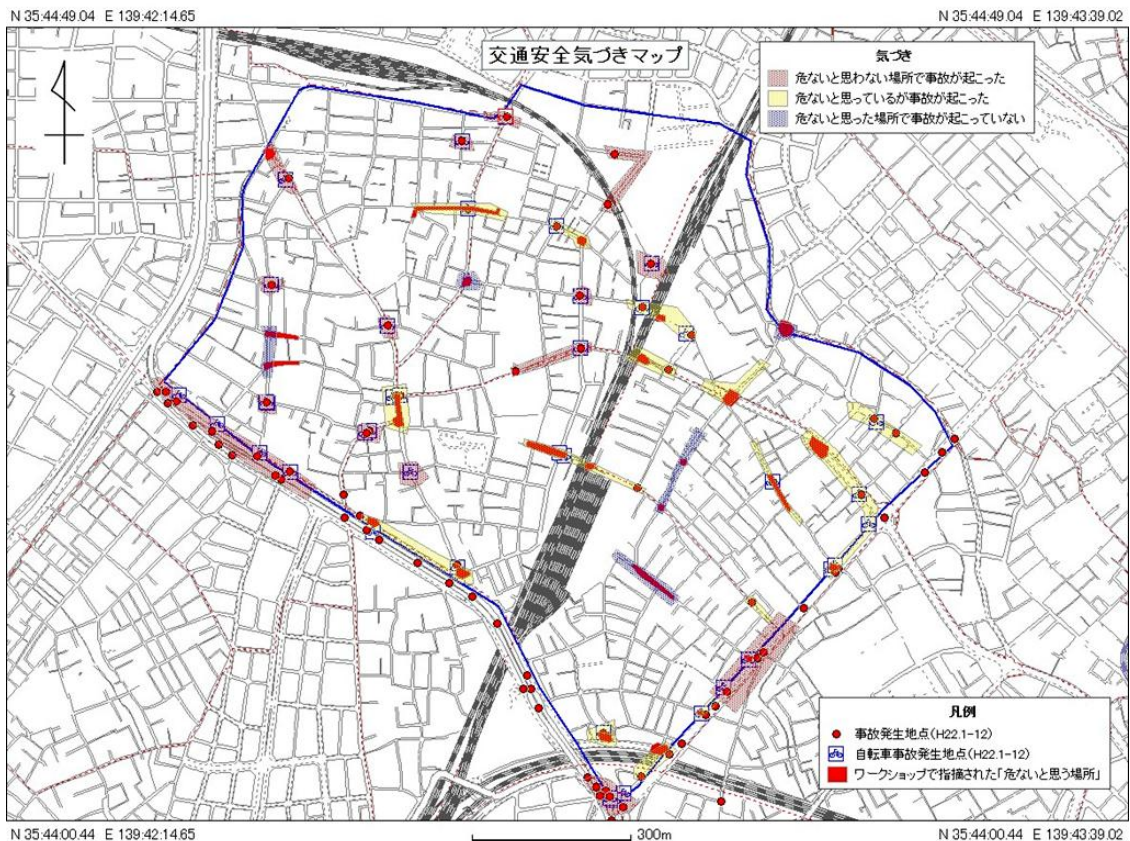 N 35:44:49.04 E 139:42:14.65
N 35:44:49.04 E 139:43:39.02
交通安全気づきマップ
気づき
危ないと思わない場所で事故が起こった
危ないと思っているが事故が起こった
危ないと思った場所で事故が起こっていない
凡例
事故発生地点(H22.1-12)
自転車事故発生地点(H22.1-12)
ワークショップで指摘された「危ないと思う場所」
N 35:44:00.44 E 139:42:14.65
300m
N 35:44:00.44 E 139:43:39.02